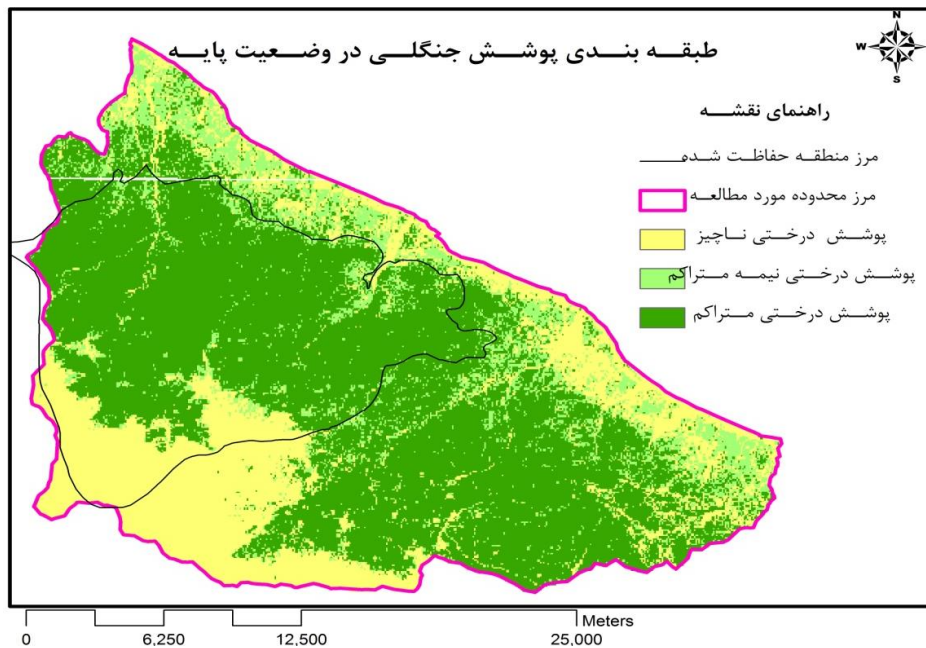 طبقه بندی پوشش جنگلی در وضعیت پایه
N
W E
S
راهنمای نقشه
مرز منطقه حفاظت شده
مرز محدوده مورد مطالعه
پوشش درختی ناچیز
پوشش درختی نیمه متراکم
پوشش درختی متراکم
Meters
0 6,250 12,500 25,000